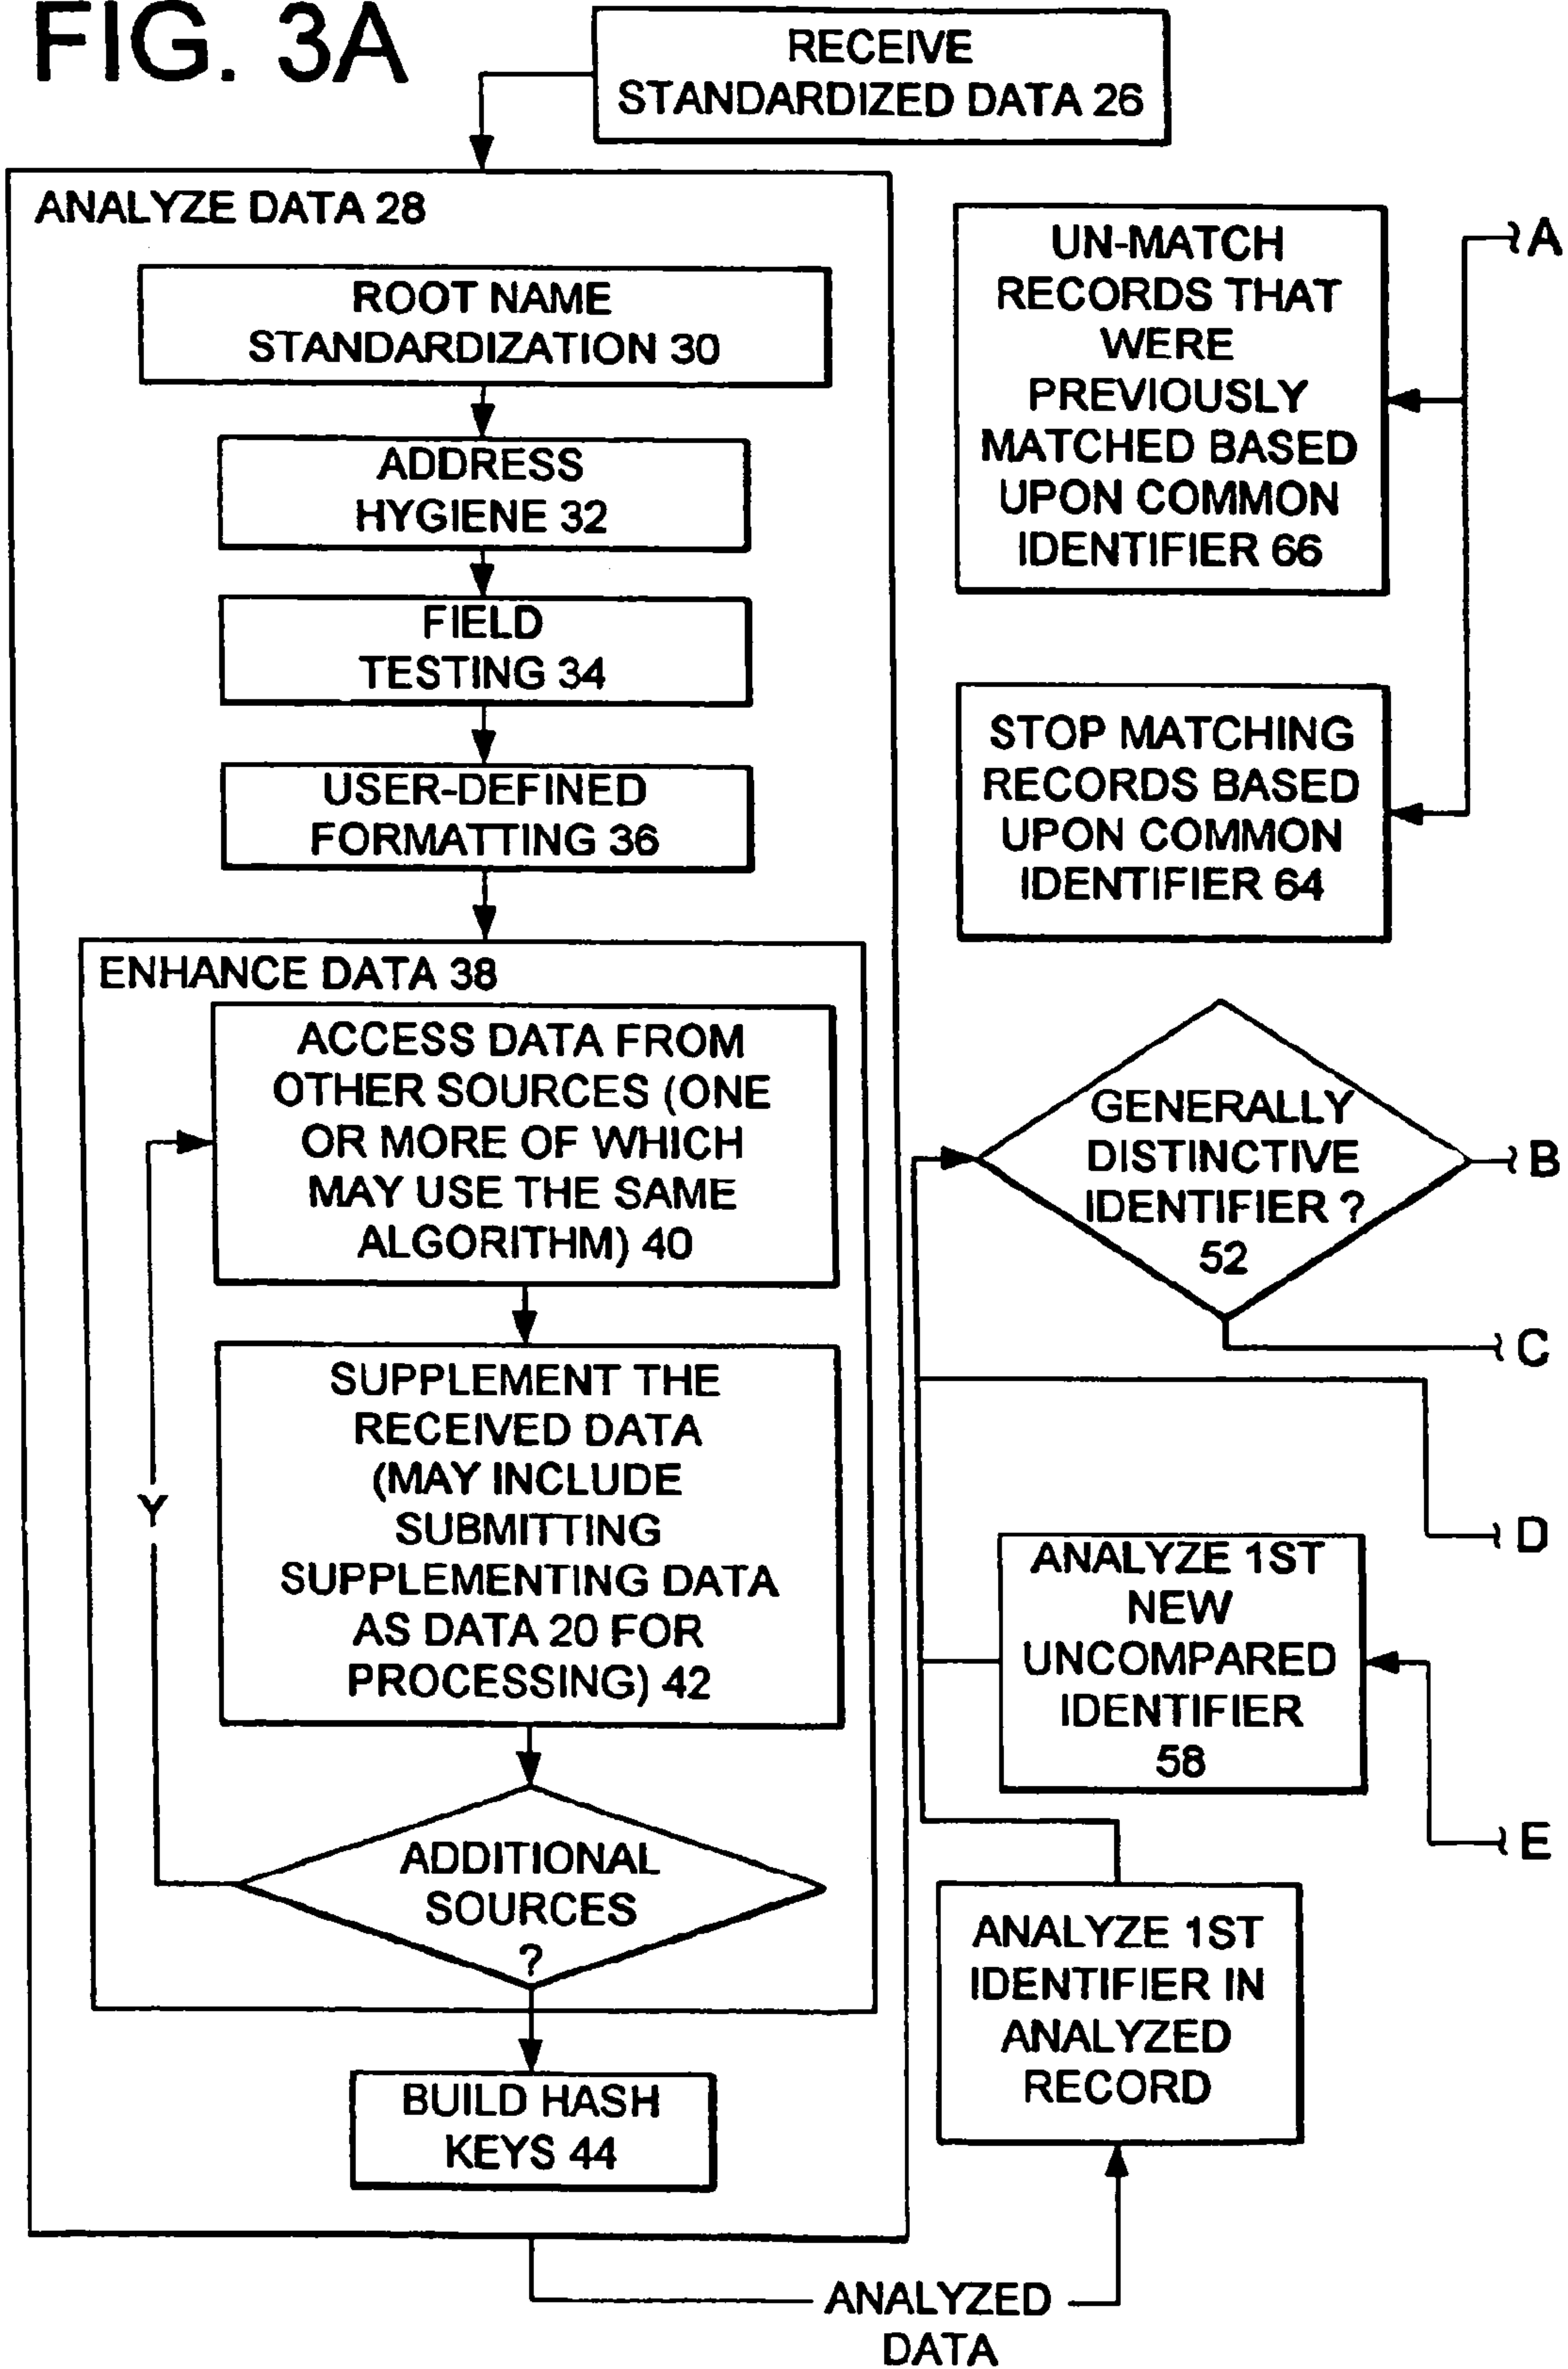 FIG. 3A
RECEIVE
STANDARDIZED DATA 26
ANALYZE DATA 28
ROOT NAME
STANDARDIZATION 30
ADDRESS
HYGIENE 32
FIELD
TESTING 34
USER-DEFINED
FORMATTING 36
ENHANCE DATA 38
ACCESS DATA FROM
OTHER SOURCES (ONE
OR MORE OF WHICH
MAY USE THE SAME
ALGORITHM) 40
SUPPLEMENT THE
RECEIVED DATA
(MAY INCLUDE
SUBMITTING
SUPPLEMENTING DATA
AS DATA 20 FOR
PROCESSING) 42
Y
ADDITIONAL
SOURCES
?
BUILD HASH
KEYS 44
ANALYZED
DATA
UN-MATCH
RECORDS THAT
WERE
PREVIOUSLY
MATCHED BASED
UPON COMMON
IDENTIFIER 66
A
STOP MATCHING
RECORDS BASED
UPON COMMON
IDENTIFIER 64
GENERALLY
DISTINCTIVE
IDENTIFIER ?
52
B
C
D
ANALYZE 1ST
NEW
UNCOMPARED
IDENTIFIER
58
E
ANALYZE 1ST
IDENTIFIER IN
ANALYZED
RECORD